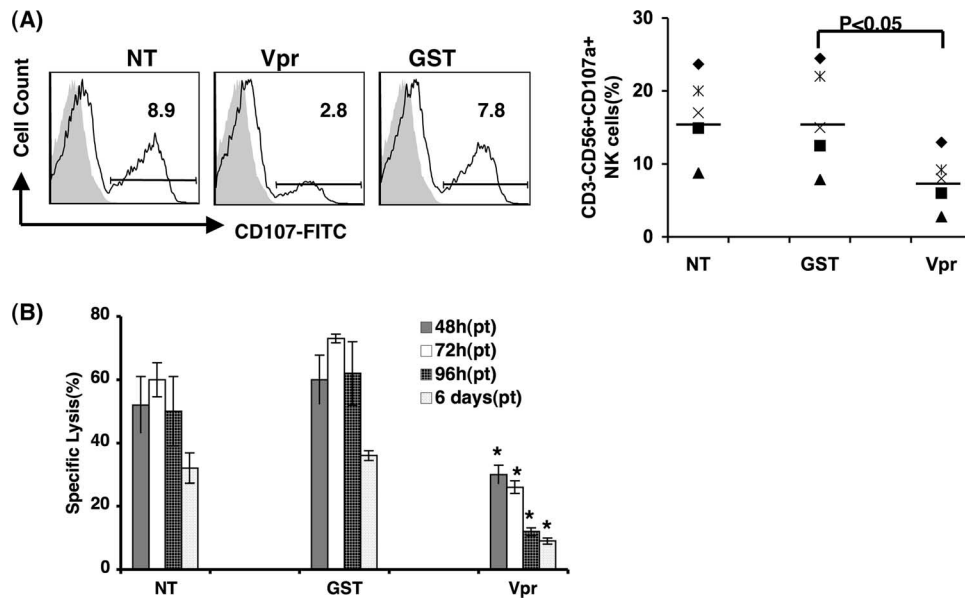 (A)
NT
Vpr
GST
8.9
2.8
7.8
Cell Count
CD107-FITC
P<0.05
CD3-CD56+CD107a+
NK cells(%)
30
20
10
0
NT
GST
Vpr
(B)
Specific Lysis(%)
80
60
40
20
0
48h(pt)
72h(pt)
96h(pt)
6 days(pt)
*
*
*
*
NT
GST
Vpr